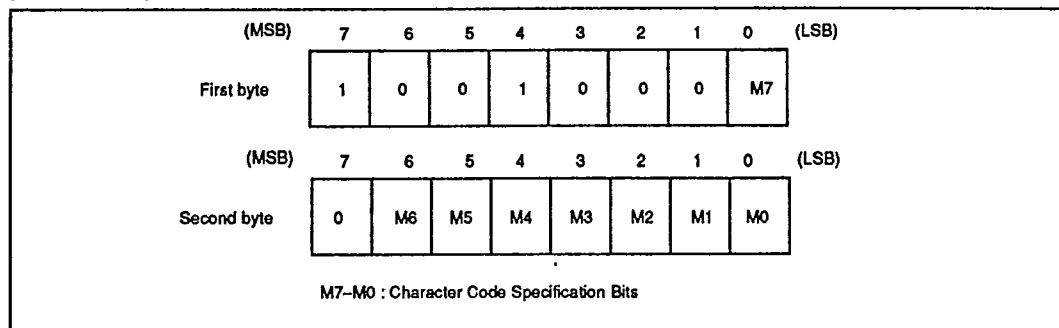 (MSB) 7 6 5 4 3 2 1 0 (LSB)
First byte 1 0 0 1 0 0 0 M7
(MSB) 7 6 5 4 3 2 1 0 (LSB)
Second byte 0 M6 M5 M4 M3 M2 M1 M0
M7–M0 : Character Code Specification Bits